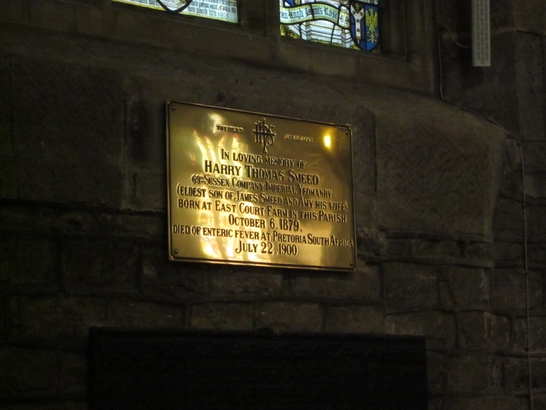 IN LOVING MEMORY OF
HARRY THOMAS SMEED
69TH SUSSEX COMPANY IMPERIAL YEOMANRY
(ELDEST SON OF JAMES SMEED AND AMY HIS WIFE)
BORN AT EAST COURT FARM IN THIS PARISH
OCTOBER 6. 1879.
DIED OF ENTERIC FEVER AT PRETORIA SOUTH AFRICA
JULY 22. 1900.